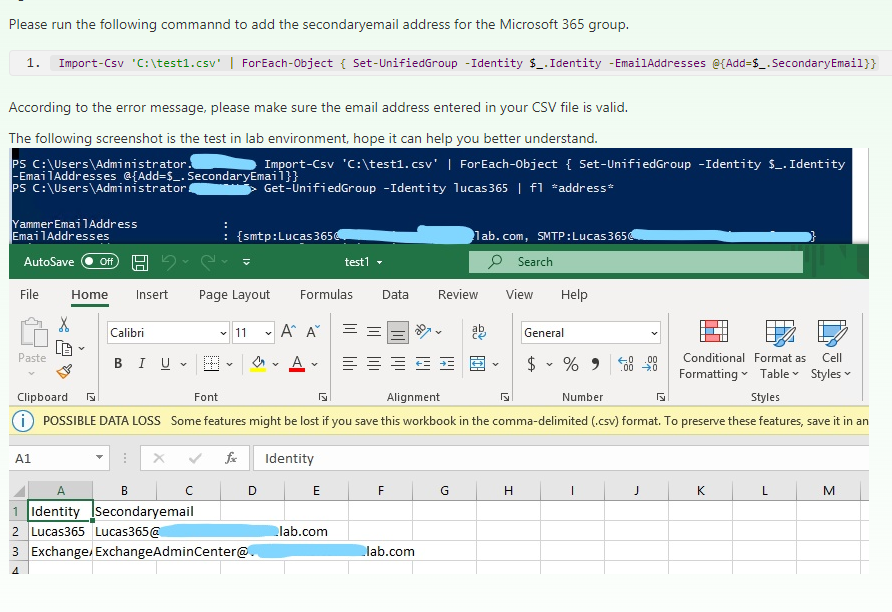 Please run the following commannd to add the secondaryemail address for the Microsoft 365 group.
1. Import-Csv 'C:\test1.csv' | ForEach-Object { Set-UnifiedGroup -Identity $_.Identity -EmailAddresses @{Add=$_.SecondaryEmail}}
According to the error message, please make sure the email address entered in your CSV file is valid.
The following screenshot is the test in lab environment, hope it can help you better understand.
PS C:\Users\Administrator. Import-Csv 'C:\test1.csv' | ForEach-Object { Set-UnifiedGroup -Identity $_.Identity
-EmailAddresses @{Add=$_.SecondaryEmail}}
PS C:\Users\Administrator. > Get-UnifiedGroup -Identity lucas365 | fl *address*
YammerEmailAddress :
EmailAddresses : {smtp:Lucas365@ lab.com, SMTP:Lucas365@ }
AutoSave Off test1 Search
File Home Insert Page Layout Formulas Data Review View Help
Paste Calibri 11 A^ A˅ ab General Conditional Format as Cell
B I U A $ % 9 .00 .00 Formatting Table Styles
Clipboard Font Alignment Number Styles
POSSIBLE DATA LOSS Some features might be lost if you save this workbook in the comma-delimited (.csv) format. To preserve these features, save it in an
A1 fx Identity
A B C D E F G H I J K L M
1 Identity Secondaryemail
2 Lucas365 Lucas365@ lab.com
3 Exchange ExchangeAdminCenter@ lab.com
4